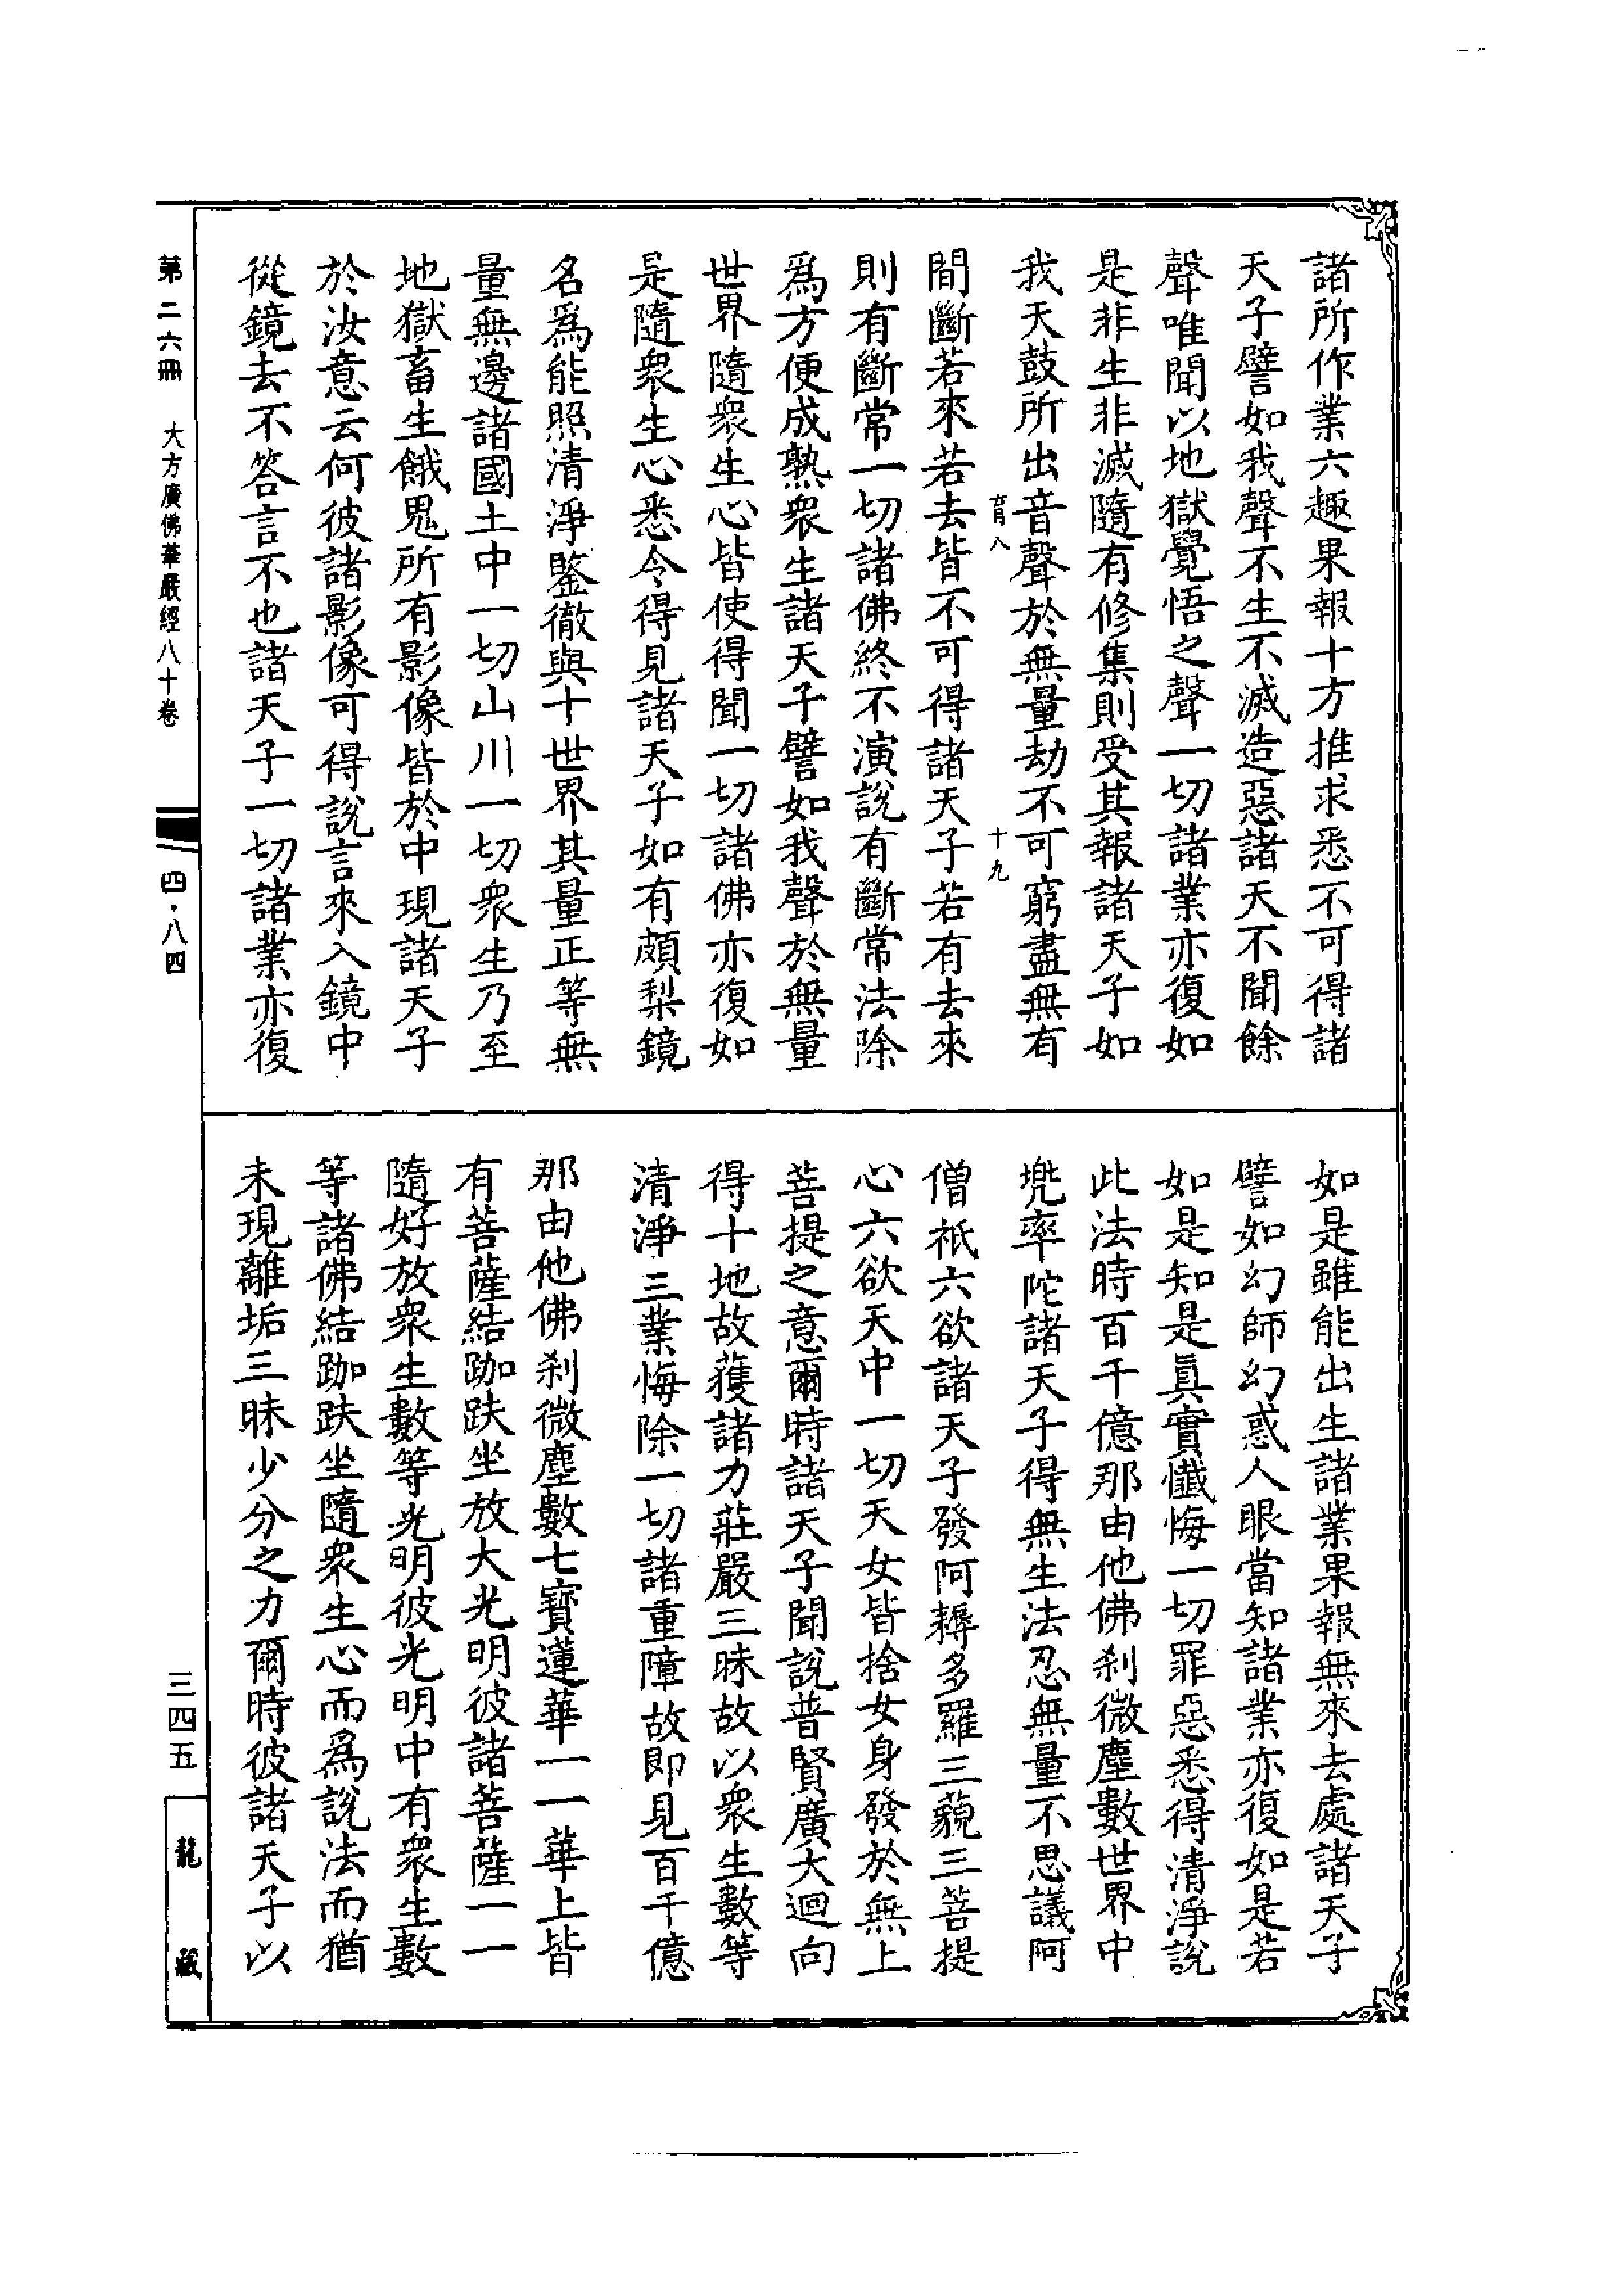 諸所作業六趣果報十方推求悉不可得諸
天子譬如我聲不生不滅造惡諸天不聞餘
聲唯聞以地獄覺悟之聲一切諸業亦復如
是非生非滅隨有修集則受其報諸天子如
我天鼓所出音聲於無量劫不可窮盡無有
育八
十九
間斷若來若去皆不可得諸天子若有去來
則有斷常一切諸佛終不演說有斷常法除
爲方便成熟衆生諸天子譬如我聲於無量
世界隨衆生心皆使得聞一切諸佛亦復如
是隨衆生心悉令得見諸天子如有頗梨鏡
名爲能照清淨鑒徹與十世界其量正等無
量無邊諸國土中一切山川一切衆生乃至
地獄畜生餓鬼所有影像皆於中現諸天子
於汝意云何彼諸影像可得說言來入鏡中
從鏡去不答言不也諸天子一切諸業亦復
如是雖能出生諸業果報無來去處諸天子
譬如幻師幻惑人眼當知諸業亦復如是若
如是知是真實懺悔一切罪惡悉得清淨說
此法時百千億那由他佛刹微塵數世界中
兜率陀諸天子得無生法忍無量不思議阿
僧祇六欲諸天子發阿耨多羅三藐三菩提
心六欲天中一切天女皆捨女身發於無上
菩提之意爾時諸天子聞說普賢廣大迴向
得十地故獲諸力莊嚴三昧故以衆生數等
清淨三業悔除一切諸重障故即見百千億
那由他佛刹微塵數七寶蓮華一一華上皆
有菩薩結跏趺坐放大光明彼諸菩薩一一
隨好放衆生數等光明彼光明中有衆生數
等諸佛結跏趺坐隨衆生心而爲說法而猶
未現離垢三昧少分之力爾時彼諸天子以
第二六冊 大方廣佛華嚴經八十卷
四·八四
三四五
龍藏